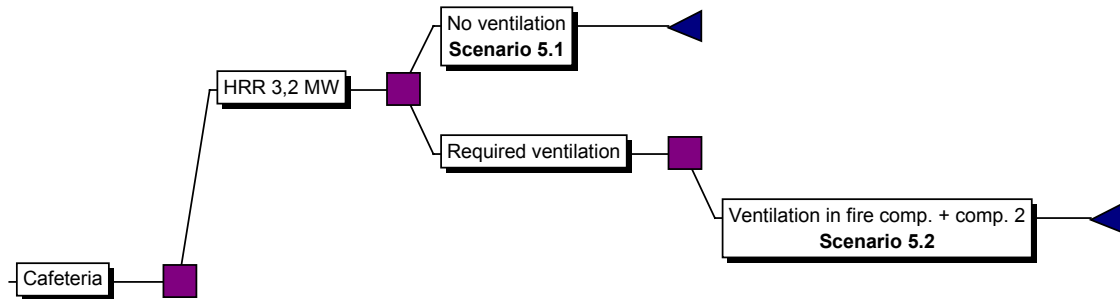 No ventilation
Scenario 5.1
HRR 3,2 MW
Required ventilation
Ventilation in fire comp. + comp. 2
Scenario 5.2
Cafeteria